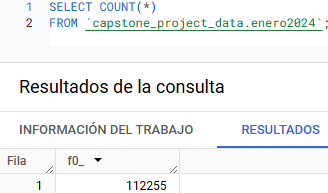 1 SELECT COUNT(*)
2 FROM `capstone_project_data.enero2024`;
Resultados de la consulta
INFORMACIÓN DEL TRABAJO RESULTADOS
Fila f0_
1 112255